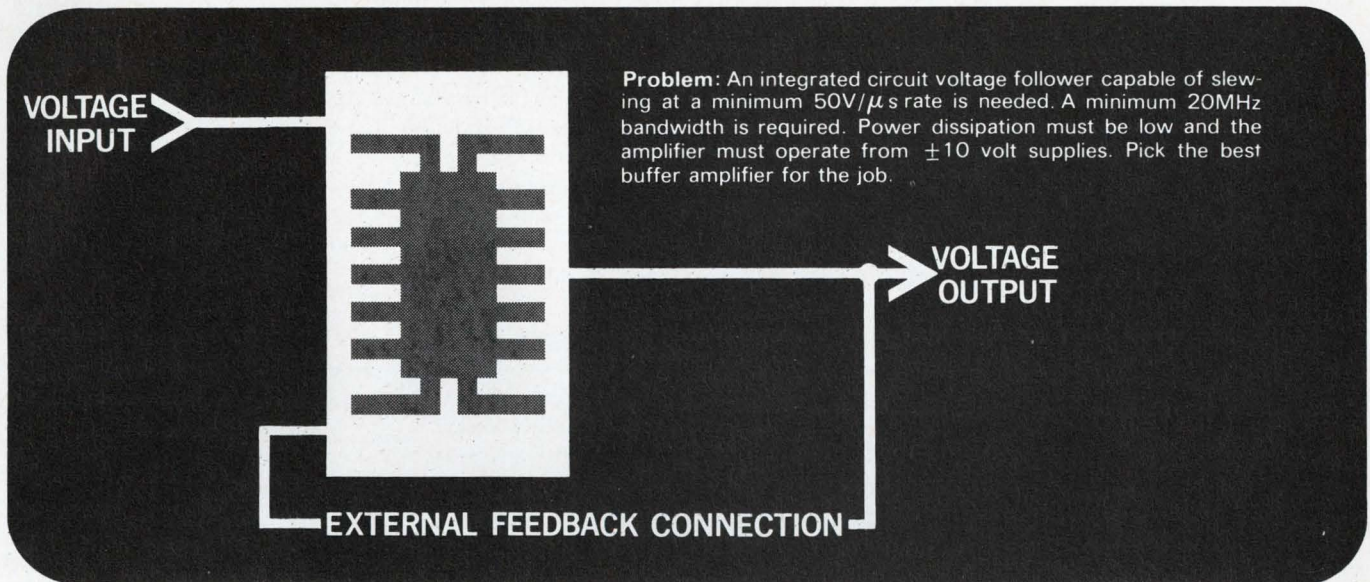 VOLTAGE
INPUT
Problem: An integrated circuit voltage follower capable of slew-
ing at a minimum 50V/μs rate is needed. A minimum 20MHz
bandwidth is required. Power dissipation must be low and the
amplifier must operate from ±10 volt supplies. Pick the best
buffer amplifier for the job.
VOLTAGE
OUTPUT
EXTERNAL FEEDBACK CONNECTION